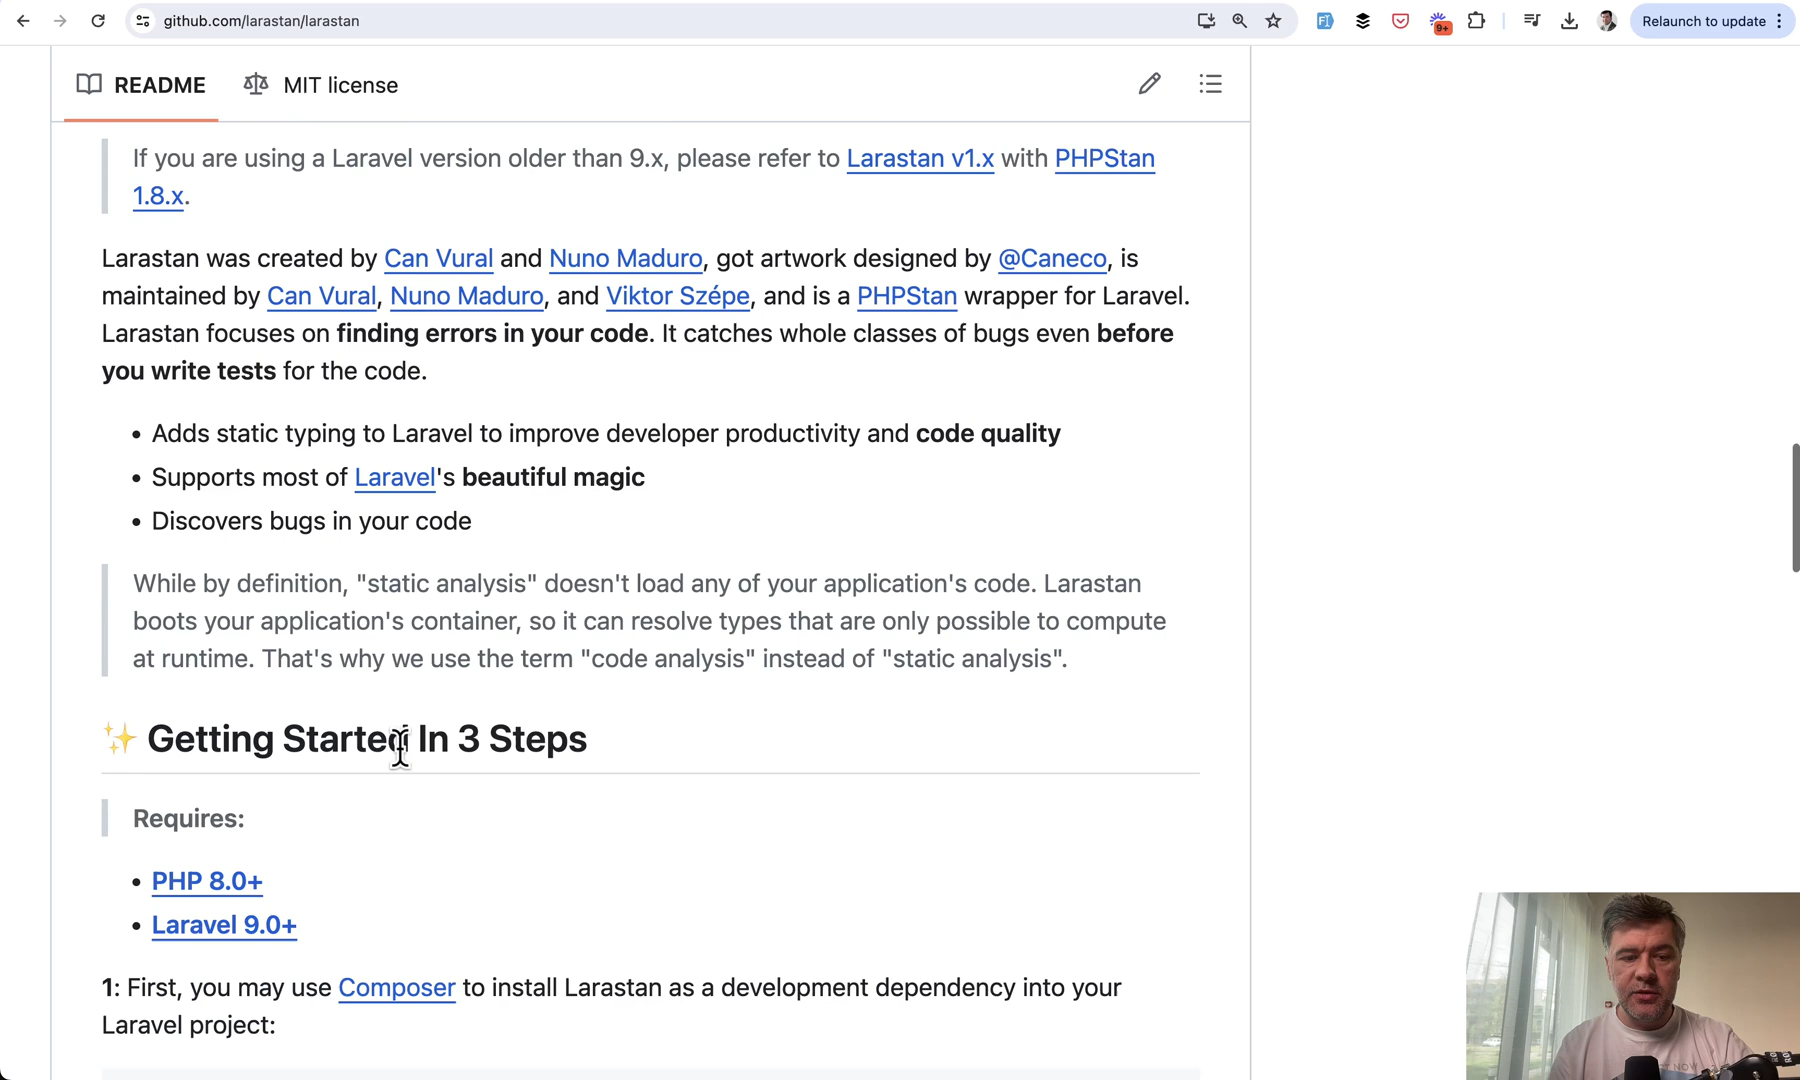 github.com/larastan/larastan
9+
Relaunch to update
README
MIT license
If you are using a Laravel version older than 9.x, please refer to Larastan v1.x with PHPStan
1.8.x.
Larastan was created by Can Vural and Nuno Maduro, got artwork designed by @Caneco, is
maintained by Can Vural, Nuno Maduro, and Viktor Szépe, and is a PHPStan wrapper for Laravel.
Larastan focuses on finding errors in your code. It catches whole classes of bugs even before
you write tests for the code.
• Adds static typing to Laravel to improve developer productivity and code quality
• Supports most of Laravel's beautiful magic
• Discovers bugs in your code
While by definition, "static analysis" doesn't load any of your application's code. Larastan
boots your application's container, so it can resolve types that are only possible to compute
at runtime. That's why we use the term "code analysis" instead of "static analysis".
✨ Getting Started In 3 Steps
Requires:
• PHP 8.0+
• Laravel 9.0+
1: First, you may use Composer to install Larastan as a development dependency into your
Laravel project: